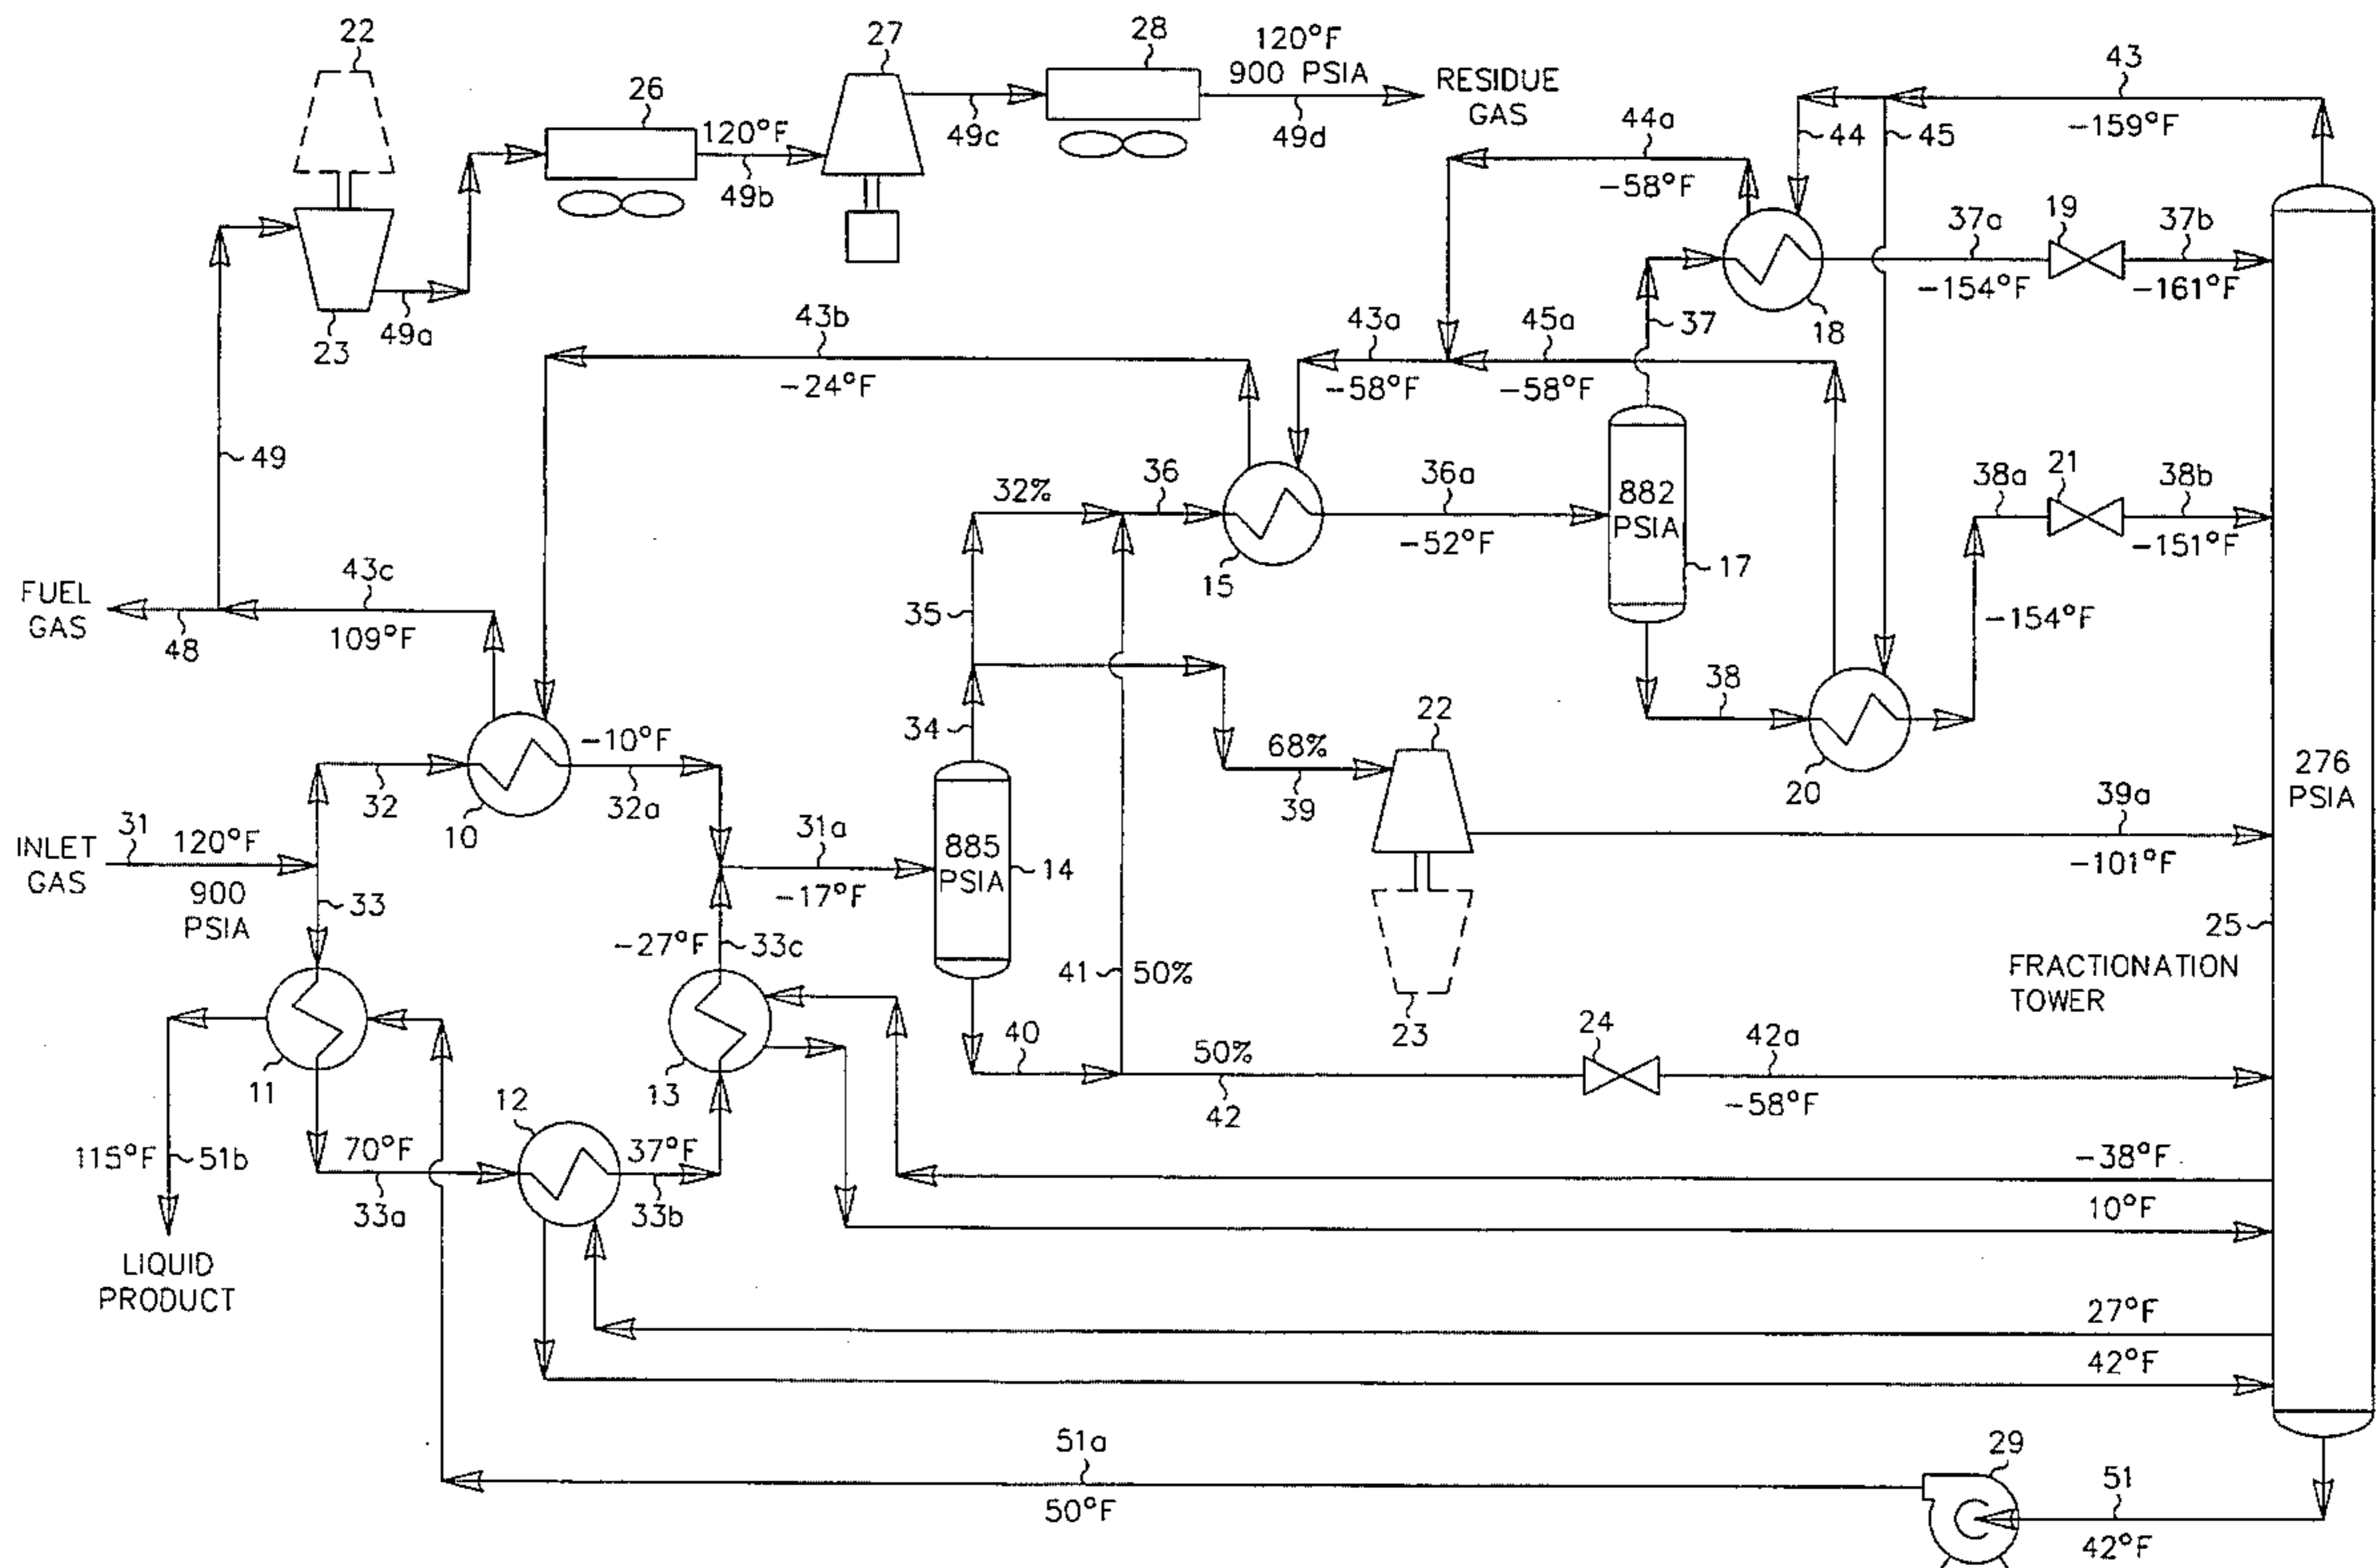 22
27
28
120°F
900 PSIA
RESIDUE
GAS
43
-159°F
26
120°F
49c
49d
49b
44a
-58°F
44
45
37a
19
37b
-154°F
-161°F
18
23
49a
43b
-24°F
43a
-58°F
45a
-58°F
37
49
32%
36
36a
-52°F
15
882
PSIA
17
38a
21
38b
-151°F
-154°F
FUEL
GAS
43c
48
109°F
35
34
38
20
-10°F
32
32a
10
22
68%
39
276
PSIA
39a
-101°F
INLET
GAS
31
120°F
900
PSIA
33
31a
-17°F
885
PSIA
14
25
FRACTIONATION
TOWER
-27°F
33c
41
50%
23
11
13
40
50%
42
24
42a
-58°F
12
115°F
51b
70°F
33a
37°F
33b
-38°F
10°F
LIQUID
PRODUCT
27°F
42°F
51a
50°F
29
51
42°F